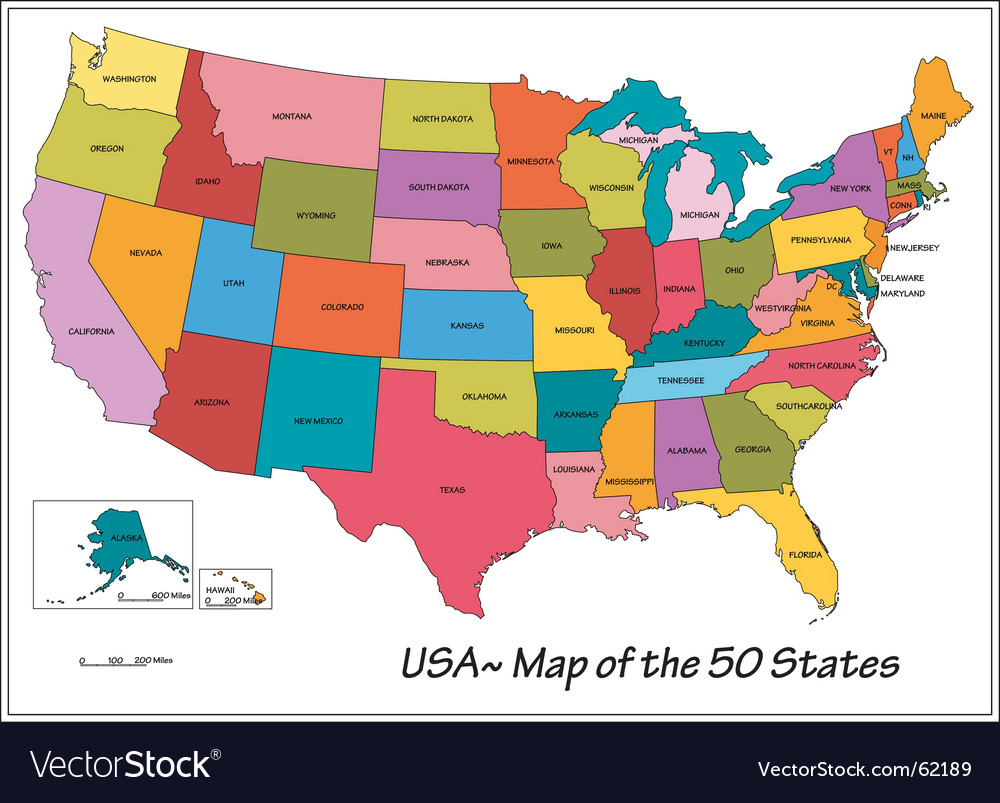 WASHINGTON
MONTANA
NORTH DAKOTA
MINNESOTA
MICHIGAN
MAINE
VT
NH
OREGON
IDAHO
WYOMING
SOUTH DAKOTA
WISCONSIN
MICHIGAN
NEW YORK
MASS
CONN
RI
NEVADA
UTAH
COLORADO
NEBRASKA
IOWA
ILLINOIS
INDIANA
OHIO
PENNSYLVANIA
NEWJERSEY
DELAWARE
MARYLAND
DC
CALIFORNIA
KANSAS
MISSOURI
KENTUCKY
WESTVIRGINIA
VIRGINIA
ARIZONA
NEW MEXICO
OKLAHOMA
ARKANSAS
TENNESSEE
NORTH CAROLINA
SOUTHCAROLINA
TEXAS
LOUISIANA
MISSISSIPPI
ALABAMA
GEORGIA
FLORIDA
ALASKA
0 600 Miles
HAWAII
0 200 Miles
0 100 200 Miles
USA~ Map of the 50 States
VectorStock®
VectorStock.com/62189